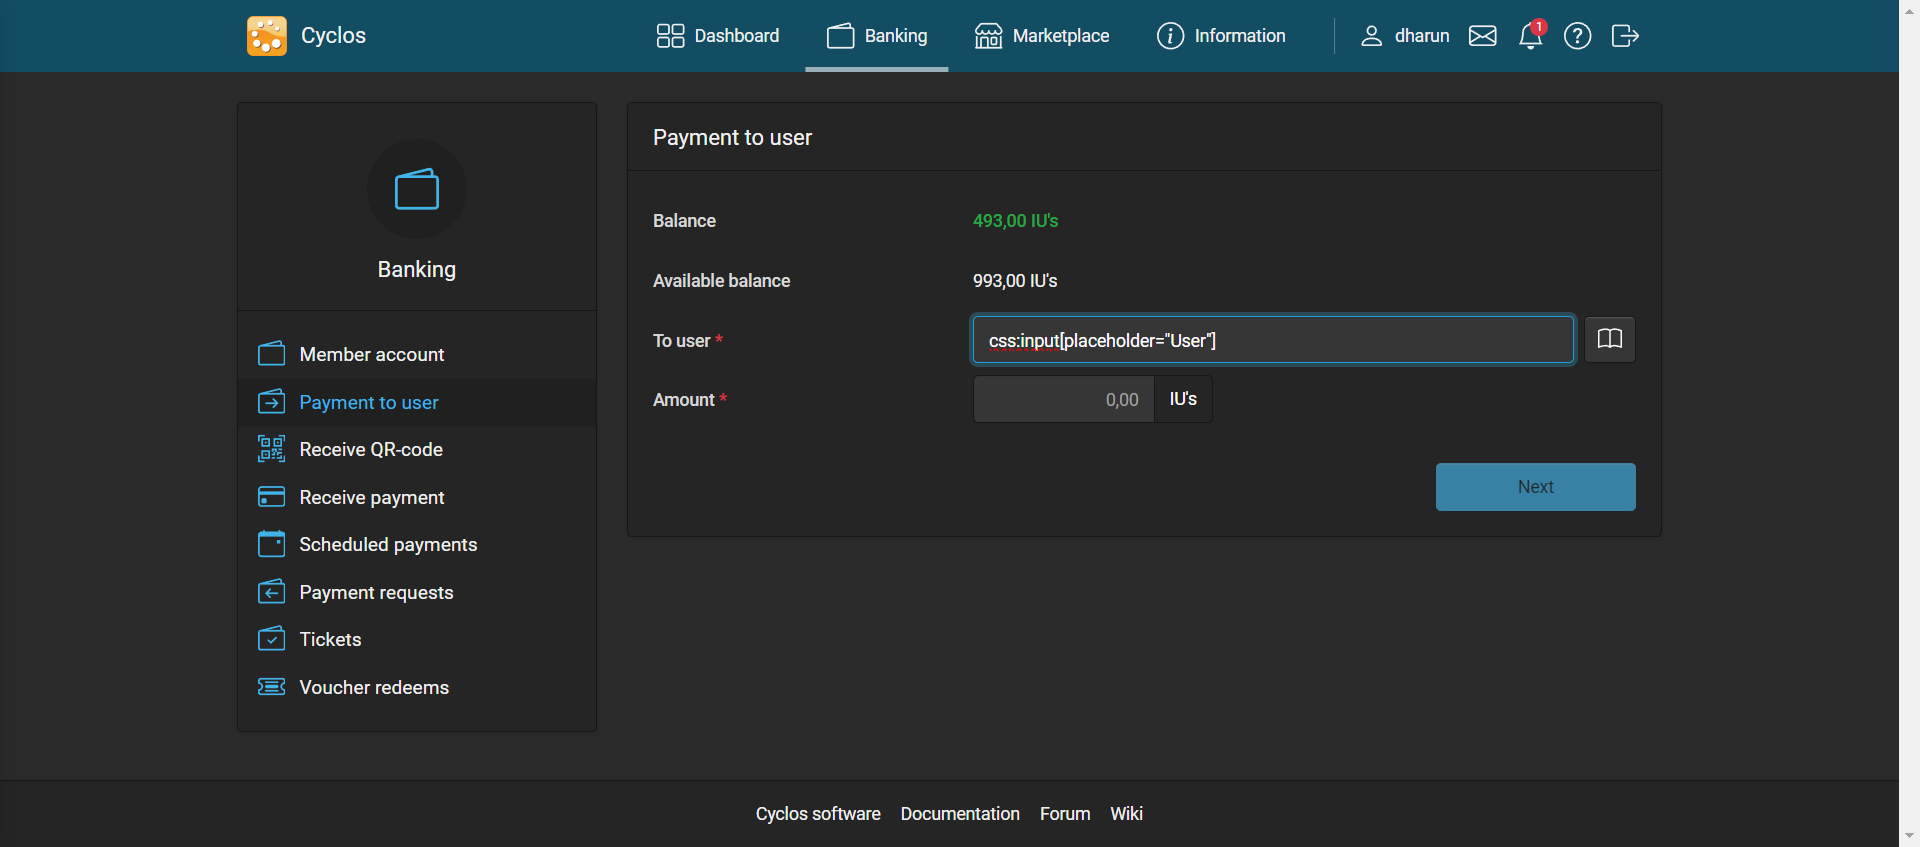 Cyclos
Dashboard
Banking
Marketplace
Information
dharun
1
Banking
Member account
Payment to user
Receive QR-code
Receive payment
Scheduled payments
Payment requests
Tickets
Voucher redeems
Payment to user
Balance 493,00 IU's
Available balance 993,00 IU's
To user * css:input[placeholder="User"]
Amount * 0,00 IU's
Next
Cyclos software Documentation Forum Wiki